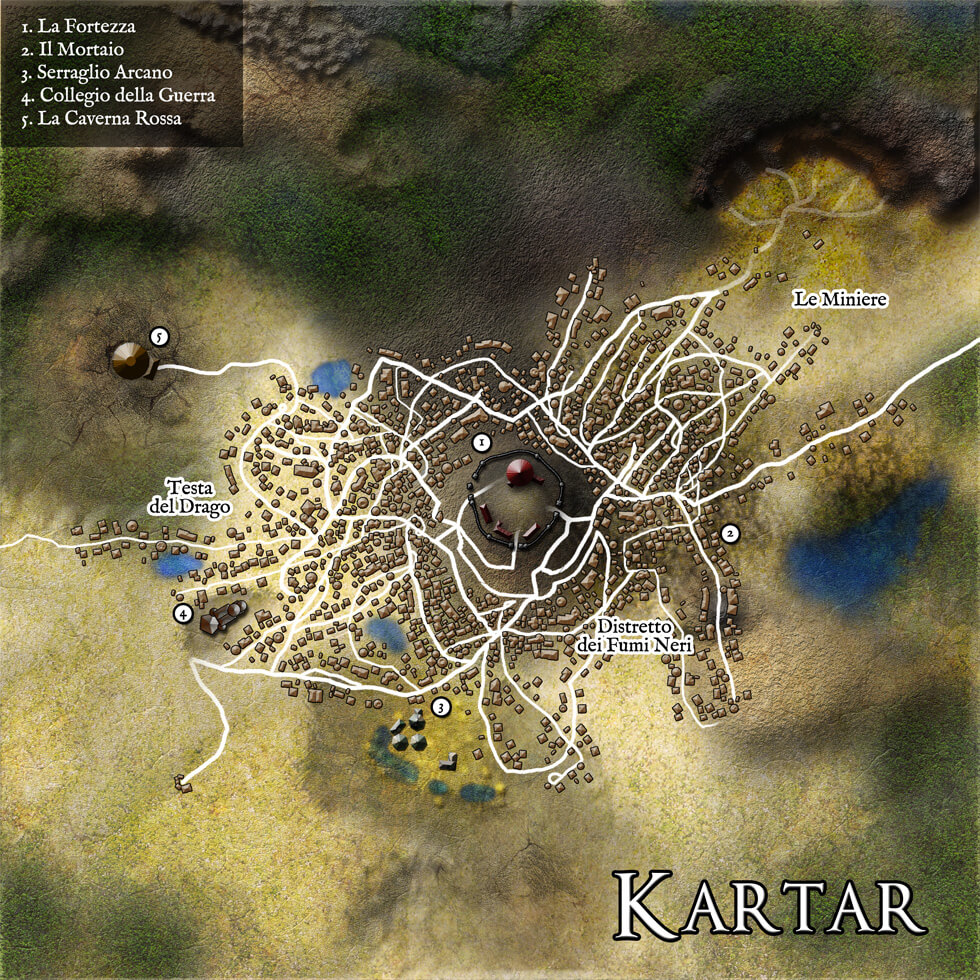 1. La Fortezza
2. Il Mortaio
3. Serraglio Arcano
4. Collegio della Guerra
5. La Caverna Rossa
Le Miniere
5
1
Testa
del Drago
2
4
Distretto
dei Fumi Neri
3
KARTAR